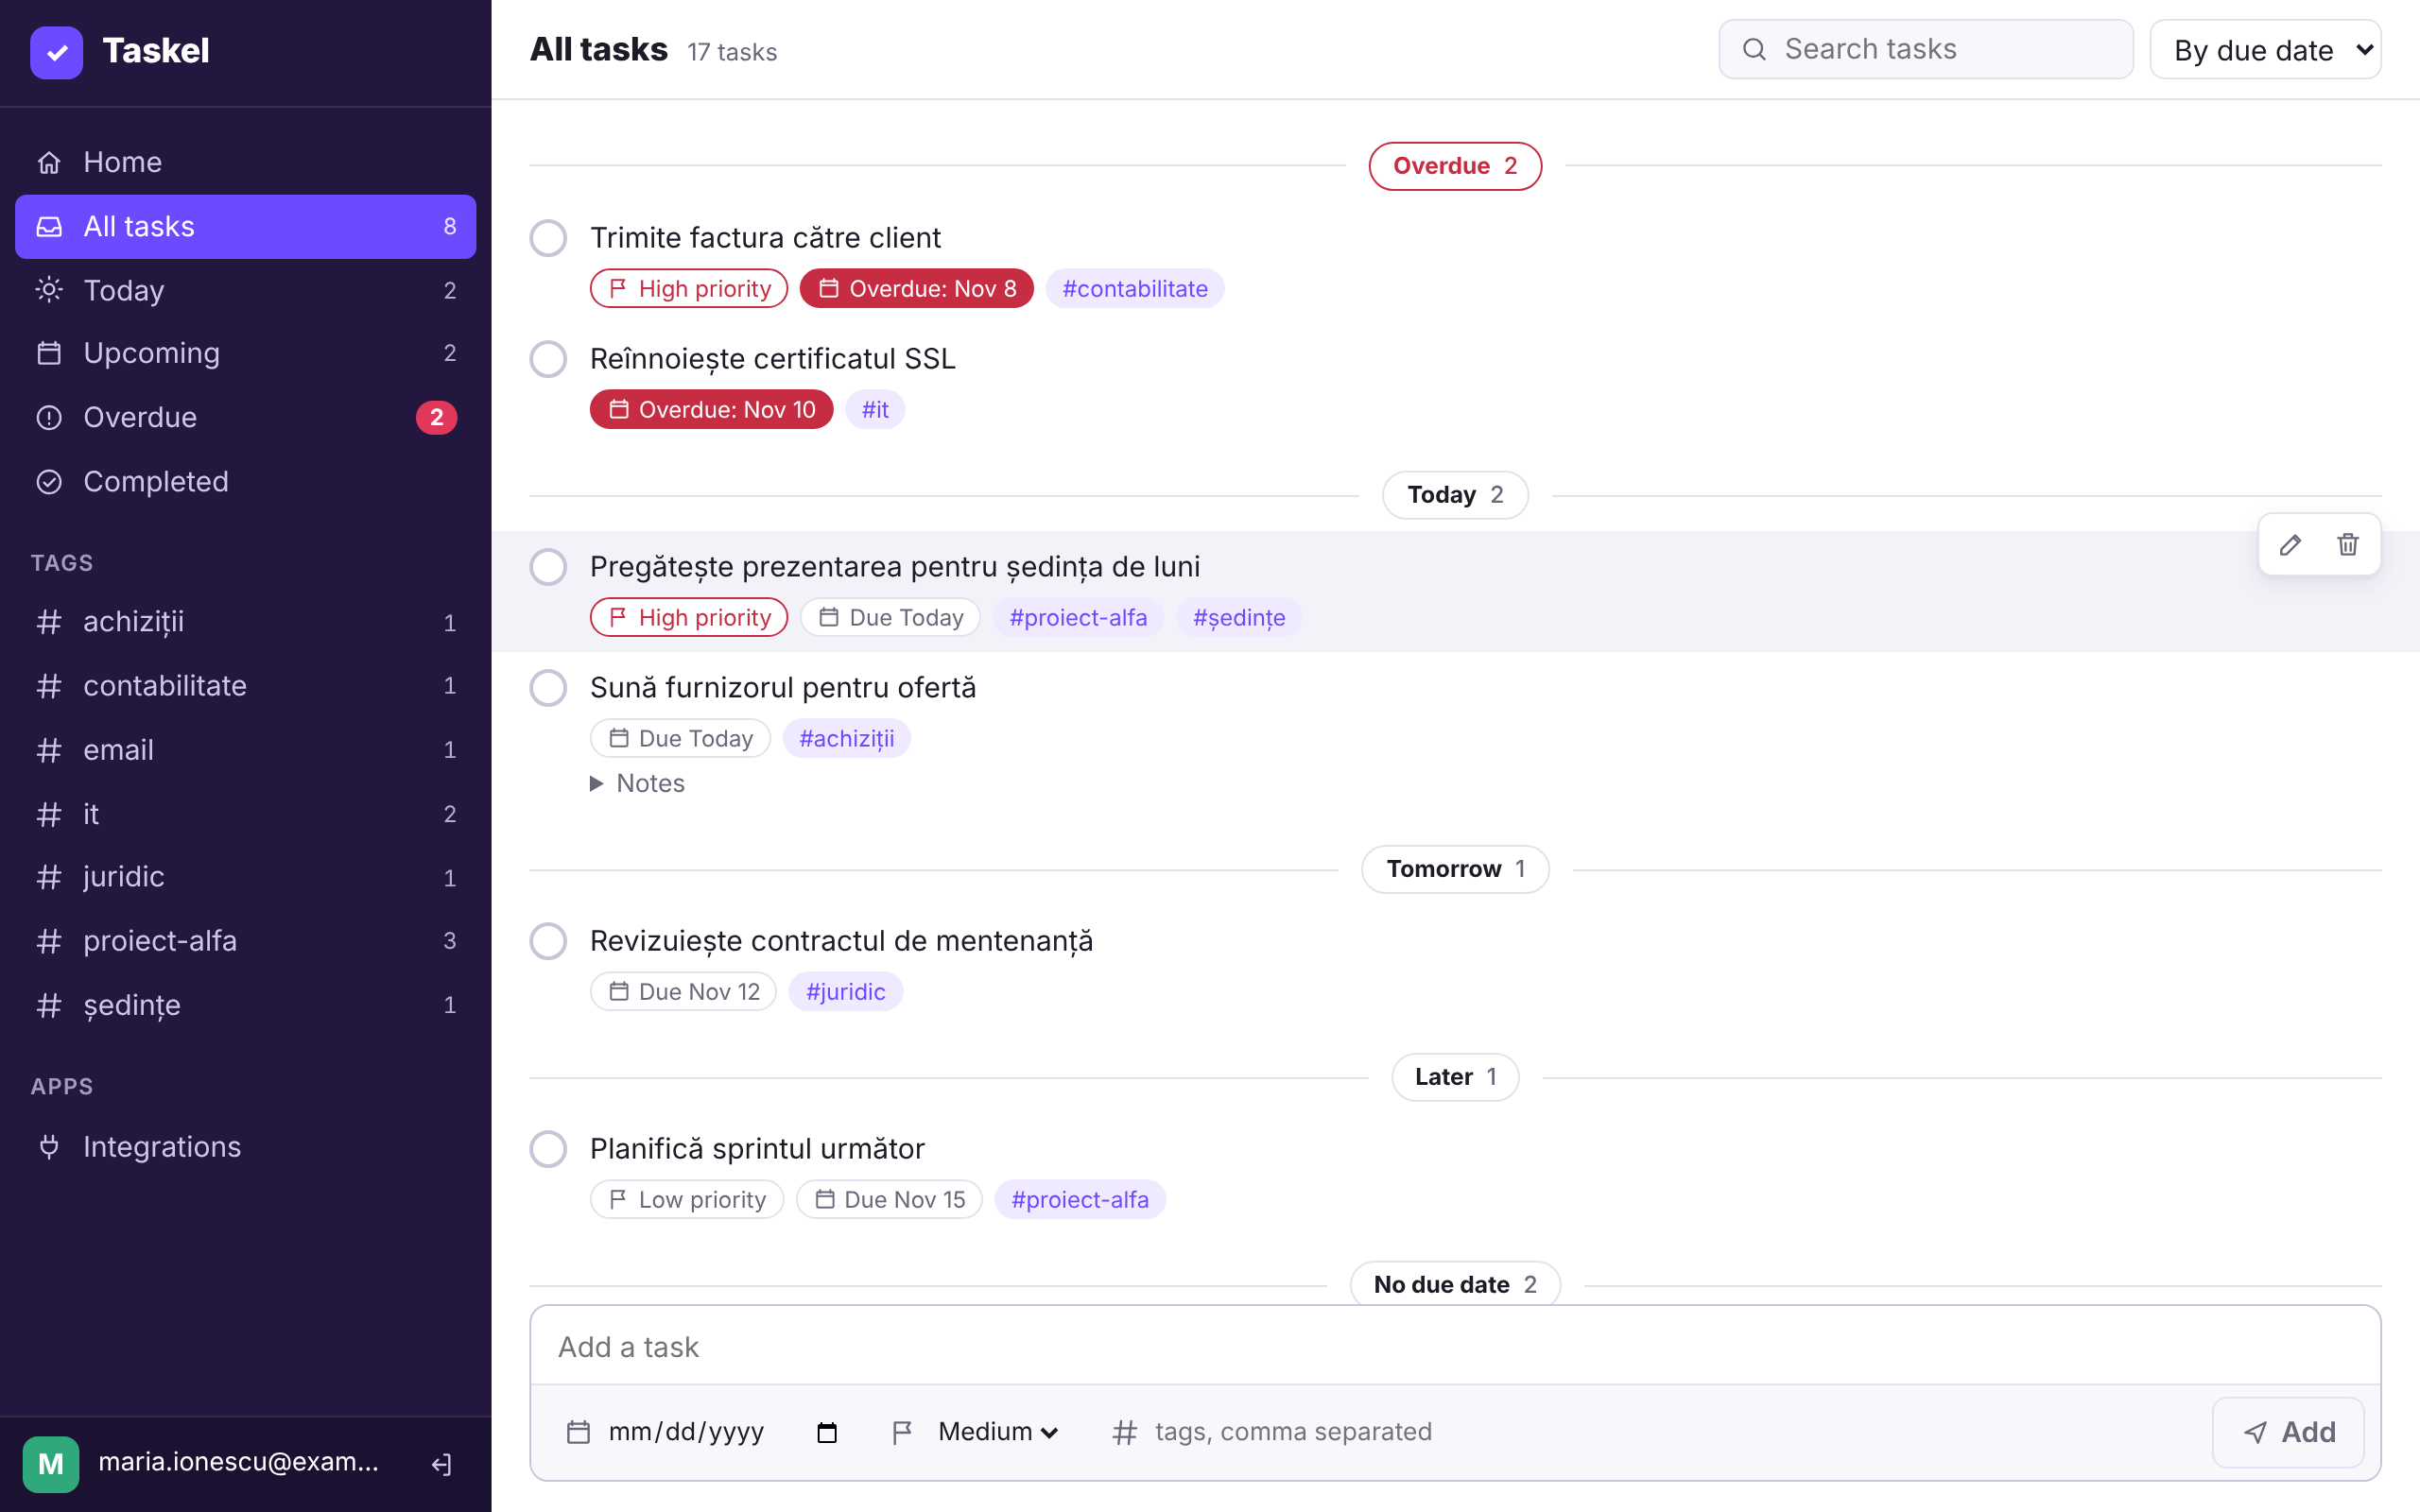 Taskel
Home
All tasks 8
Today 2
Upcoming 2
Overdue 2
Completed
TAGS
# achiziții 1
# contabilitate 1
# email 1
# it 2
# juridic 1
# proiect-alfa 3
# ședințe 1
APPS
Integrations
M maria.ionescu@exam...
All tasks 17 tasks
Search tasks
By due date
Overdue 2
Trimite factura către client
High priority Overdue: Nov 8 #contabilitate
Reînnoiește certificatul SSL
Overdue: Nov 10 #it
Today 2
Pregătește prezentarea pentru ședința de luni
High priority Due Today #proiect-alfa #ședințe
Sună furnizorul pentru ofertă
Due Today #achiziții
Notes
Tomorrow 1
Revizuiește contractul de mentenanță
Due Nov 12 #juridic
Later 1
Planifică sprintul următor
Low priority Due Nov 15 #proiect-alfa
No due date 2
Add a task
mm/dd/yyyy Medium # tags, comma separated Add